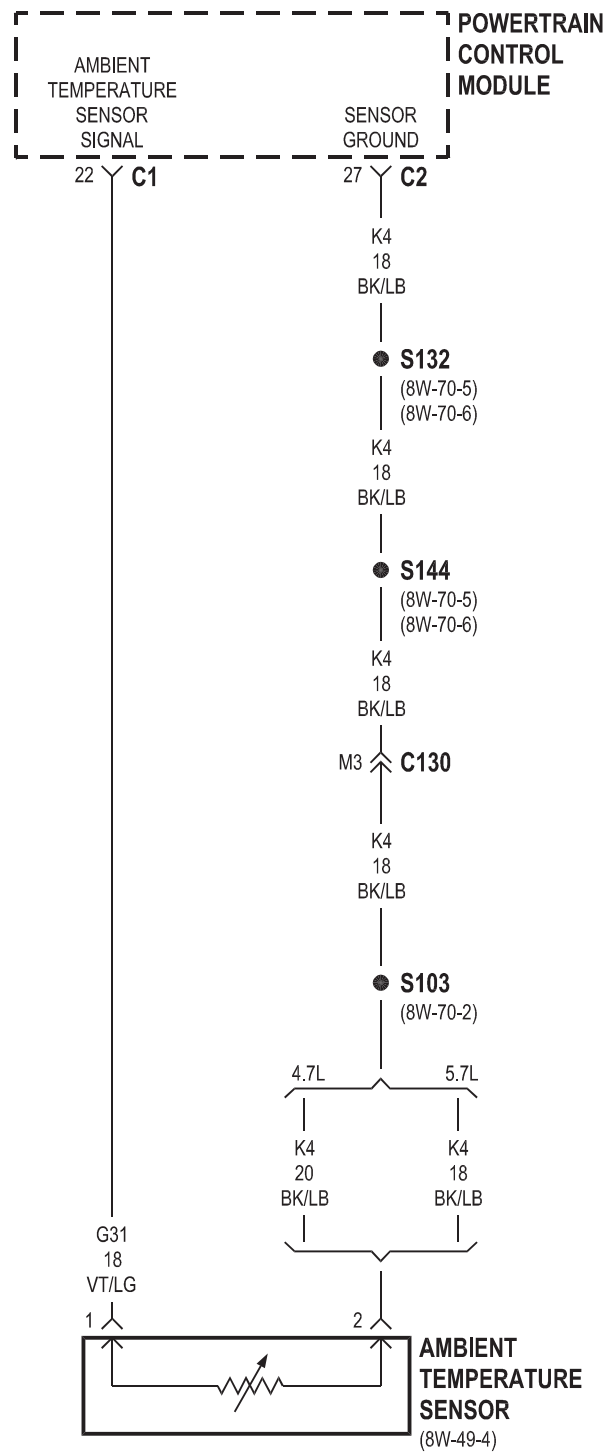 POWERTRAIN
CONTROL
MODULE
AMBIENT
TEMPERATURE
SENSOR
SIGNAL
SENSOR
GROUND
22 C1
27 C2
K4
18
BK/LB
S132
(8W-70-5)
(8W-70-6)
K4
18
BK/LB
S144
(8W-70-5)
(8W-70-6)
K4
18
BK/LB
M3 C130
K4
18
BK/LB
S103
(8W-70-2)
4.7L 5.7L
K4
20
BK/LB
K4
18
BK/LB
G31
18
VT/LG
1 2
AMBIENT
TEMPERATURE
SENSOR
(8W-49-4)